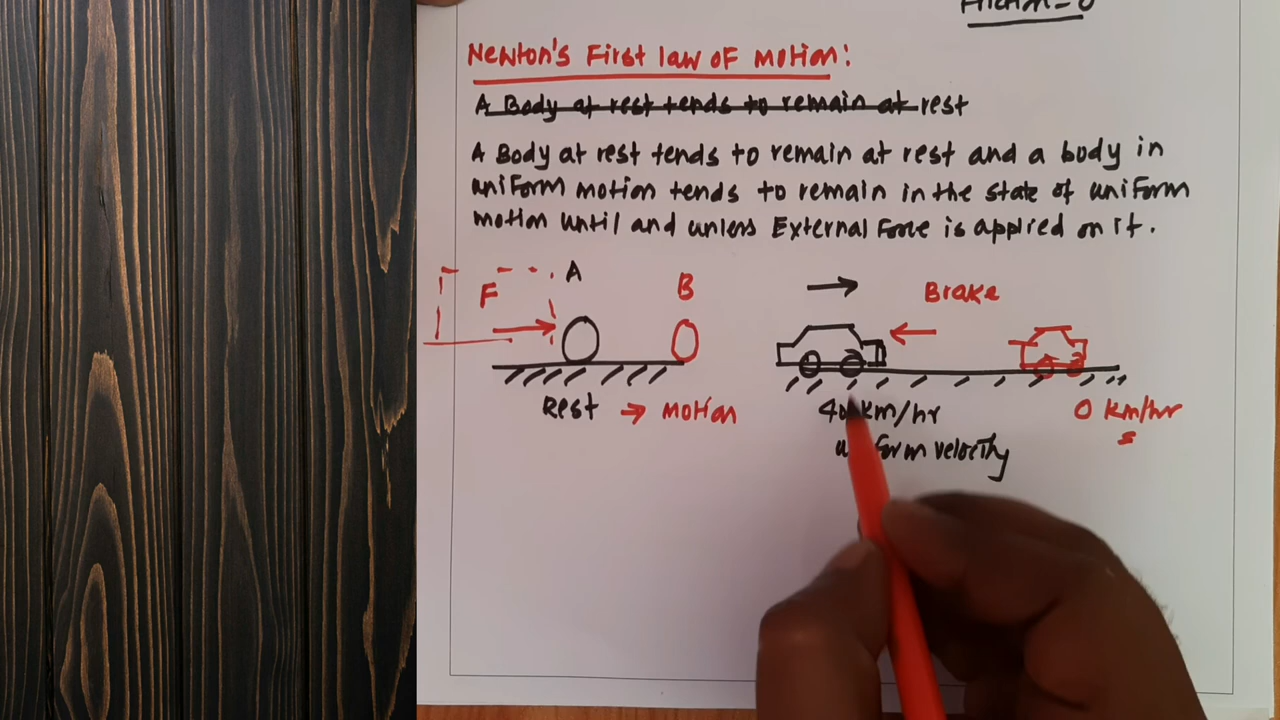 Newton's First law of motion:
A Body at rest tends to remain at rest
A Body at rest tends to remain at rest and a body in
uniform motion tends to remain in the state of uniform
motion until and unless External Force is applied on it.
F
A
B
Brake
Rest → Motion
40 km/hr
uniform velocity
0 km/hr
s